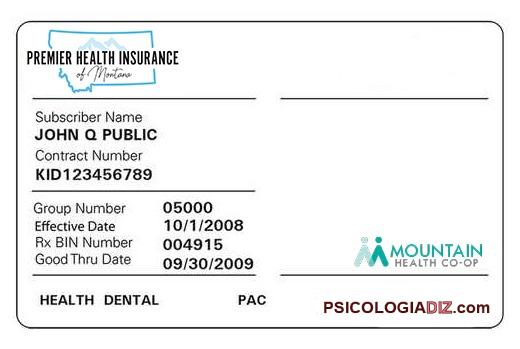 PREMIER HEALTH INSURANCE
of Montana
Subscriber Name
JOHN Q PUBLIC
Contract Number
KID123456789
Group Number 05000
Effective Date 10/1/2008
Rx BIN Number 004915
Good Thru Date 09/30/2009
MOUNTAIN
HEALTH CO-OP
HEALTH DENTAL PAC
PSICOLOGIADIZ.com